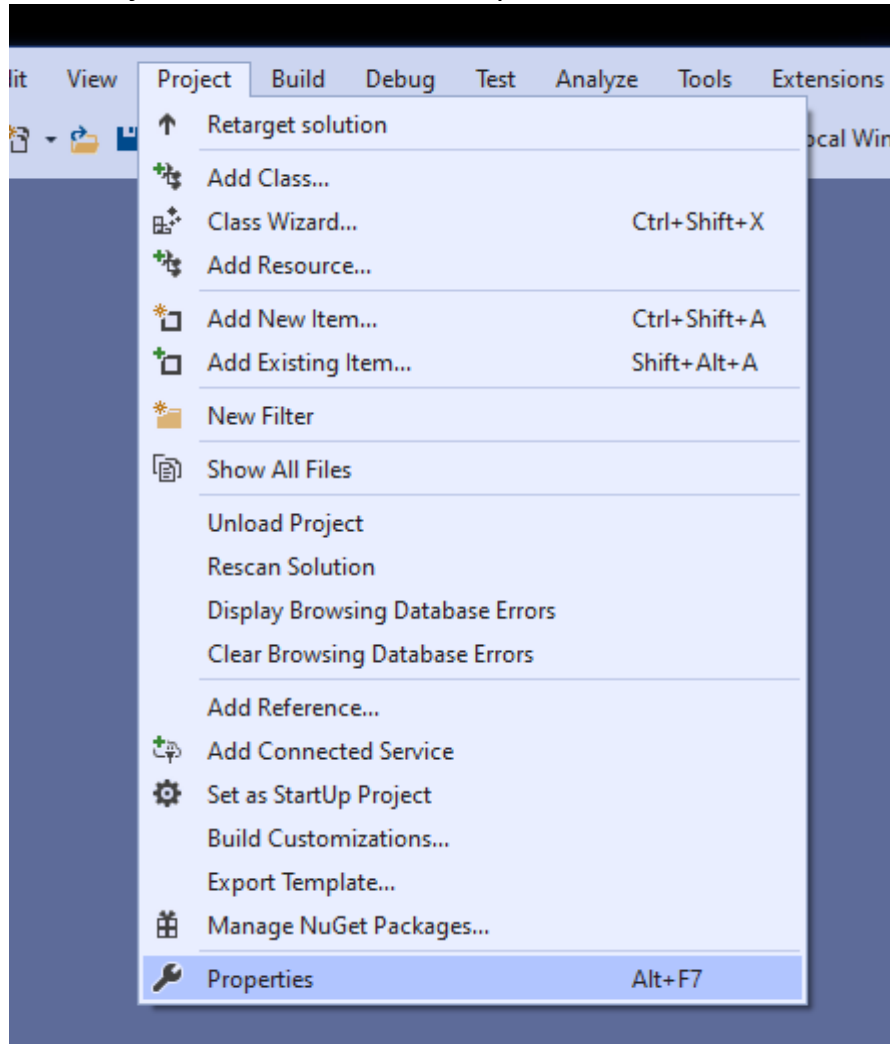 lit View Project Build Debug Test Analyze Tools Extensions
Retarget solution
ocal Win
Add Class...
Class Wizard... Ctrl+Shift+X
Add Resource...
Add New Item... Ctrl+Shift+A
Add Existing Item... Shift+Alt+A
New Filter
Show All Files
Unload Project
Rescan Solution
Display Browsing Database Errors
Clear Browsing Database Errors
Add Reference...
Add Connected Service
Set as StartUp Project
Build Customizations...
Export Template...
Manage NuGet Packages...
Properties Alt+F7